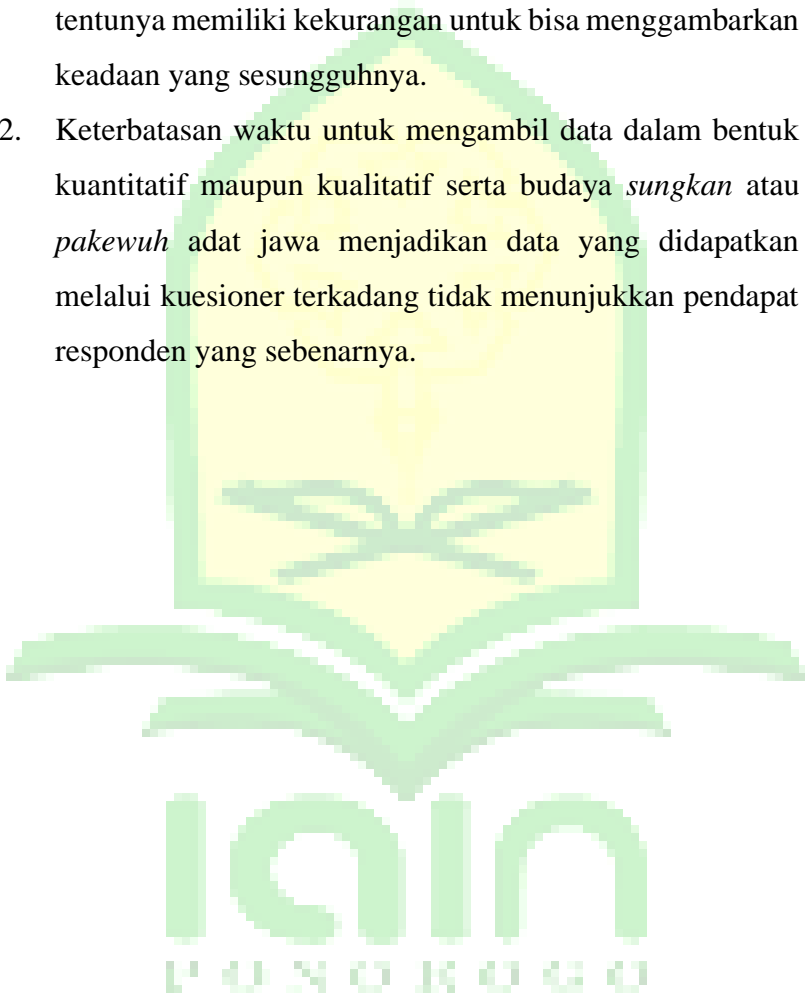 tentunya memiliki kekurangan untuk bisa menggambarkan
keadaan yang sesungguhnya.
2. Keterbatasan waktu untuk mengambil data dalam bentuk
kuantitatif maupun kualitatif serta budaya sungkan atau
pakewuh adat jawa menjadikan data yang didapatkan
melalui kuesioner terkadang tidak menunjukkan pendapat
responden yang sebenarnya.
iain
PONOROGO